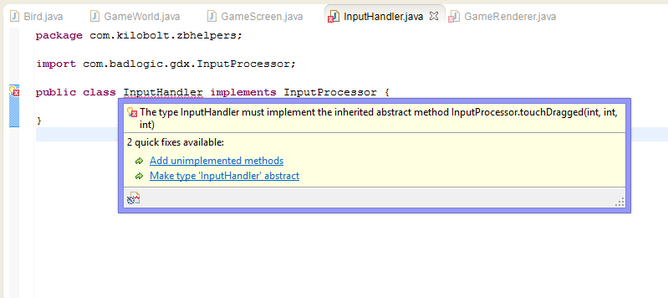 Bird.java GameWorld.java GameScreen.java InputHandler.java GameRenderer.java
package com.kilobolt.zbhelpers;
import com.badlogic.gdx.InputProcessor;
public class InputHandler implements InputProcessor {
The type InputHandler must implement the inherited abstract method InputProcessor.touchDragged(int, int,
int)
2 quick fixes available:
Add unimplemented methods
Make type 'InputHandler' abstract
}